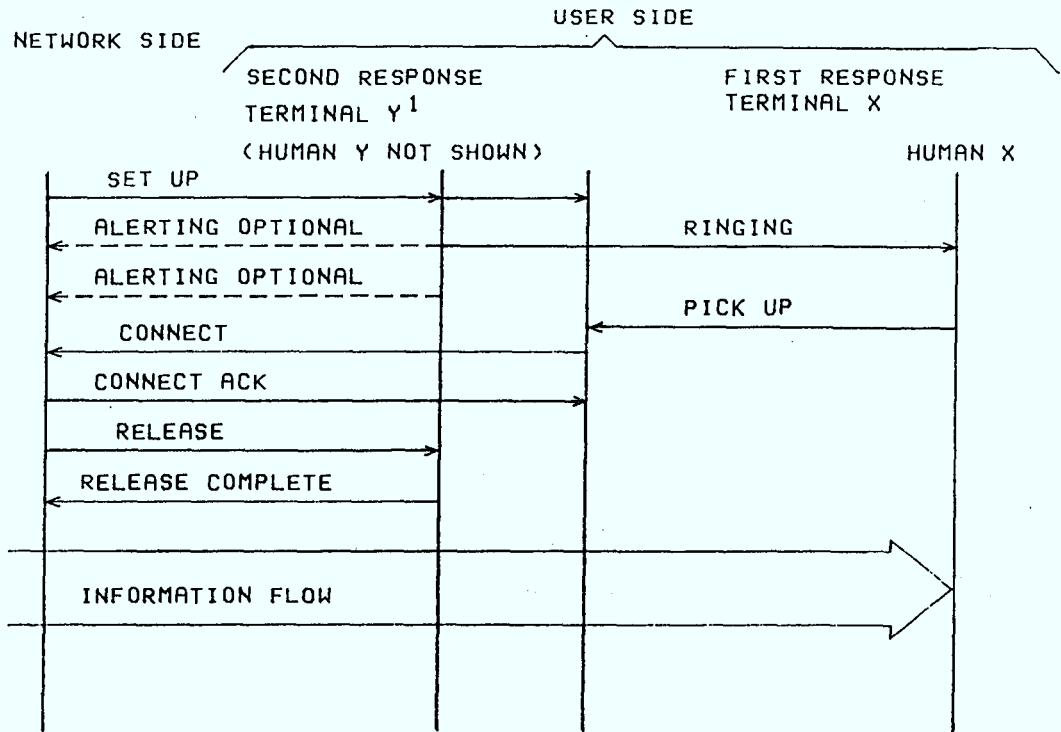 USER SIDE
NETWORK SIDE
SECOND RESPONSE
TERMINAL Y1
(HUMAN Y NOT SHOWN)
FIRST RESPONSE
TERMINAL X
HUMAN X
SET UP
ALERTING OPTIONAL
RINGING
ALERTING OPTIONAL
PICK UP
CONNECT
CONNECT ACK
RELEASE
RELEASE COMPLETE
INFORMATION FLOW